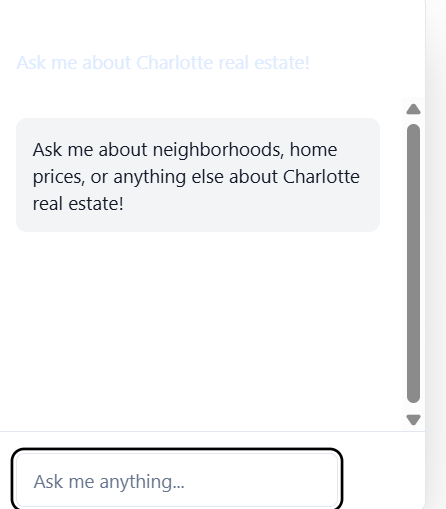 Ask me about Charlotte real estate!
Ask me about neighborhoods, home
prices, or anything else about Charlotte
real estate!
Ask me anything...